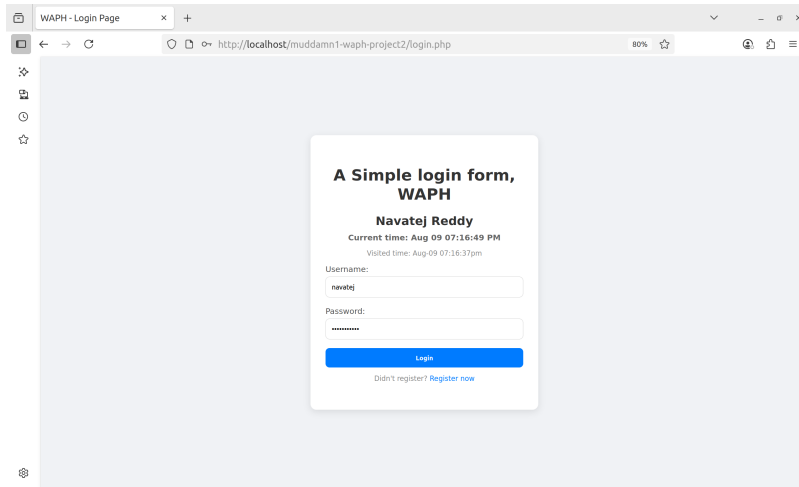 WAPH - Login Page
http://localhost/muddamn1-waph-project2/login.php
80%
A Simple login form,
WAPH
Navatej Reddy
Current time: Aug 09 07:16:49 PM
Visited time: Aug-09 07:16:37pm
Username:
navatej
Password:
•••••••••••
Login
Didn't register? Register now